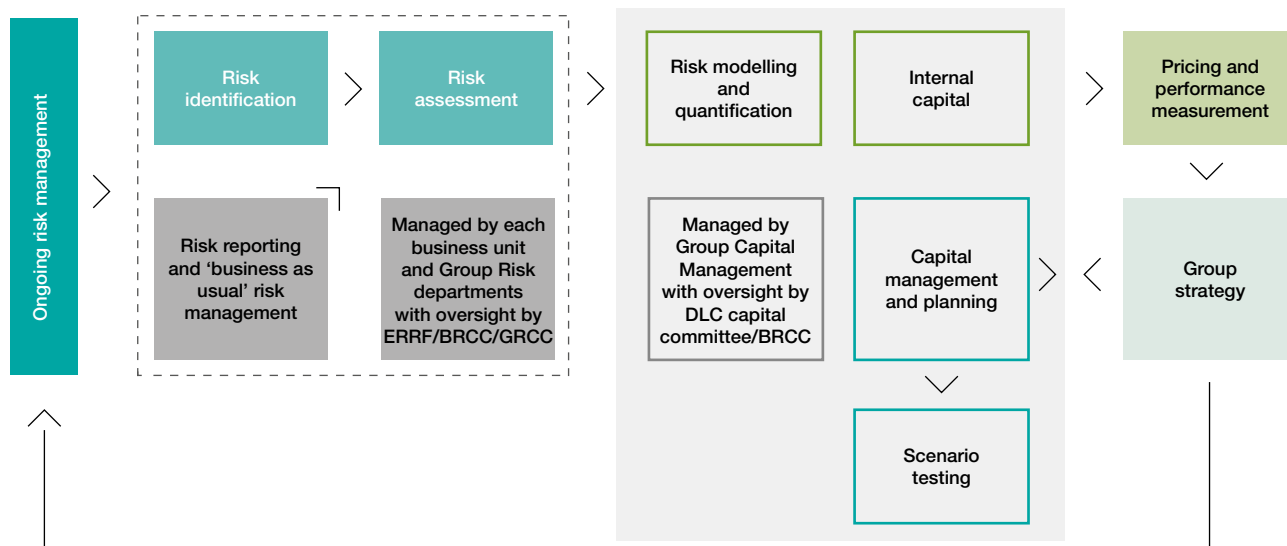 Ongoing risk management
Risk
identification
Risk
assessment
Risk modelling
and
quantification
Internal
capital
Pricing and
performance
measurement
Risk reporting
and ‘business as
usual’ risk
management
Managed by each
business unit
and Group Risk
departments
with oversight by
ERRF/BRCC/GRCC
Managed by
Group Capital
Management
with oversight by
DLC capital
committee/BRCC
Capital
management
and planning
Group
strategy
Scenario
testing